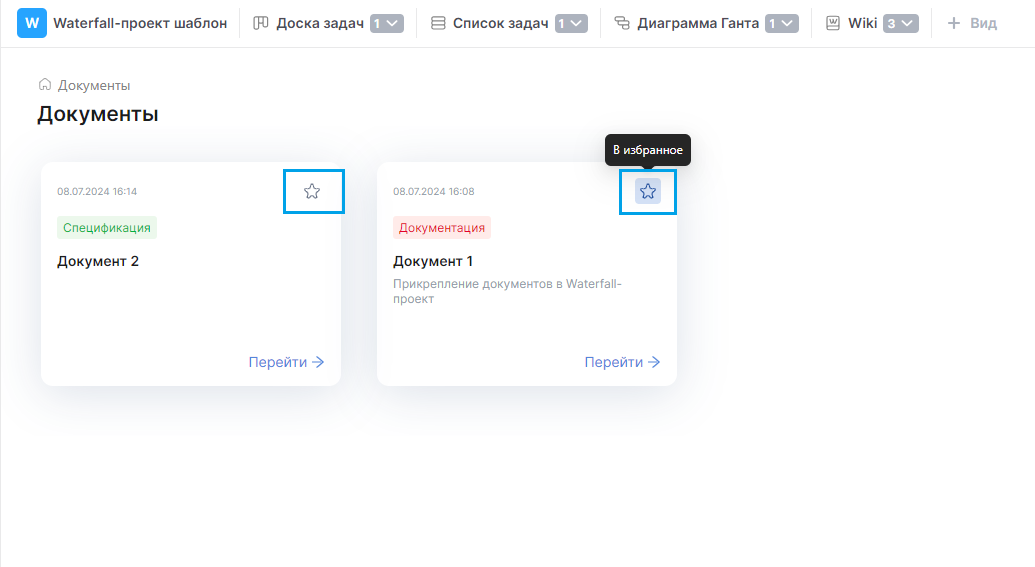 W Waterfall-проект шаблон Доска задач 1 Список задач 1 Диаграмма Ганта 1 W Wiki 3 + Вид
Документы
Документы
В избранное
08.07.2024 16:14
Спецификация
Документ 2
Перейти
08.07.2024 16:08
Документация
Документ 1
Прикрепление документов в Waterfall-
проект
Перейти